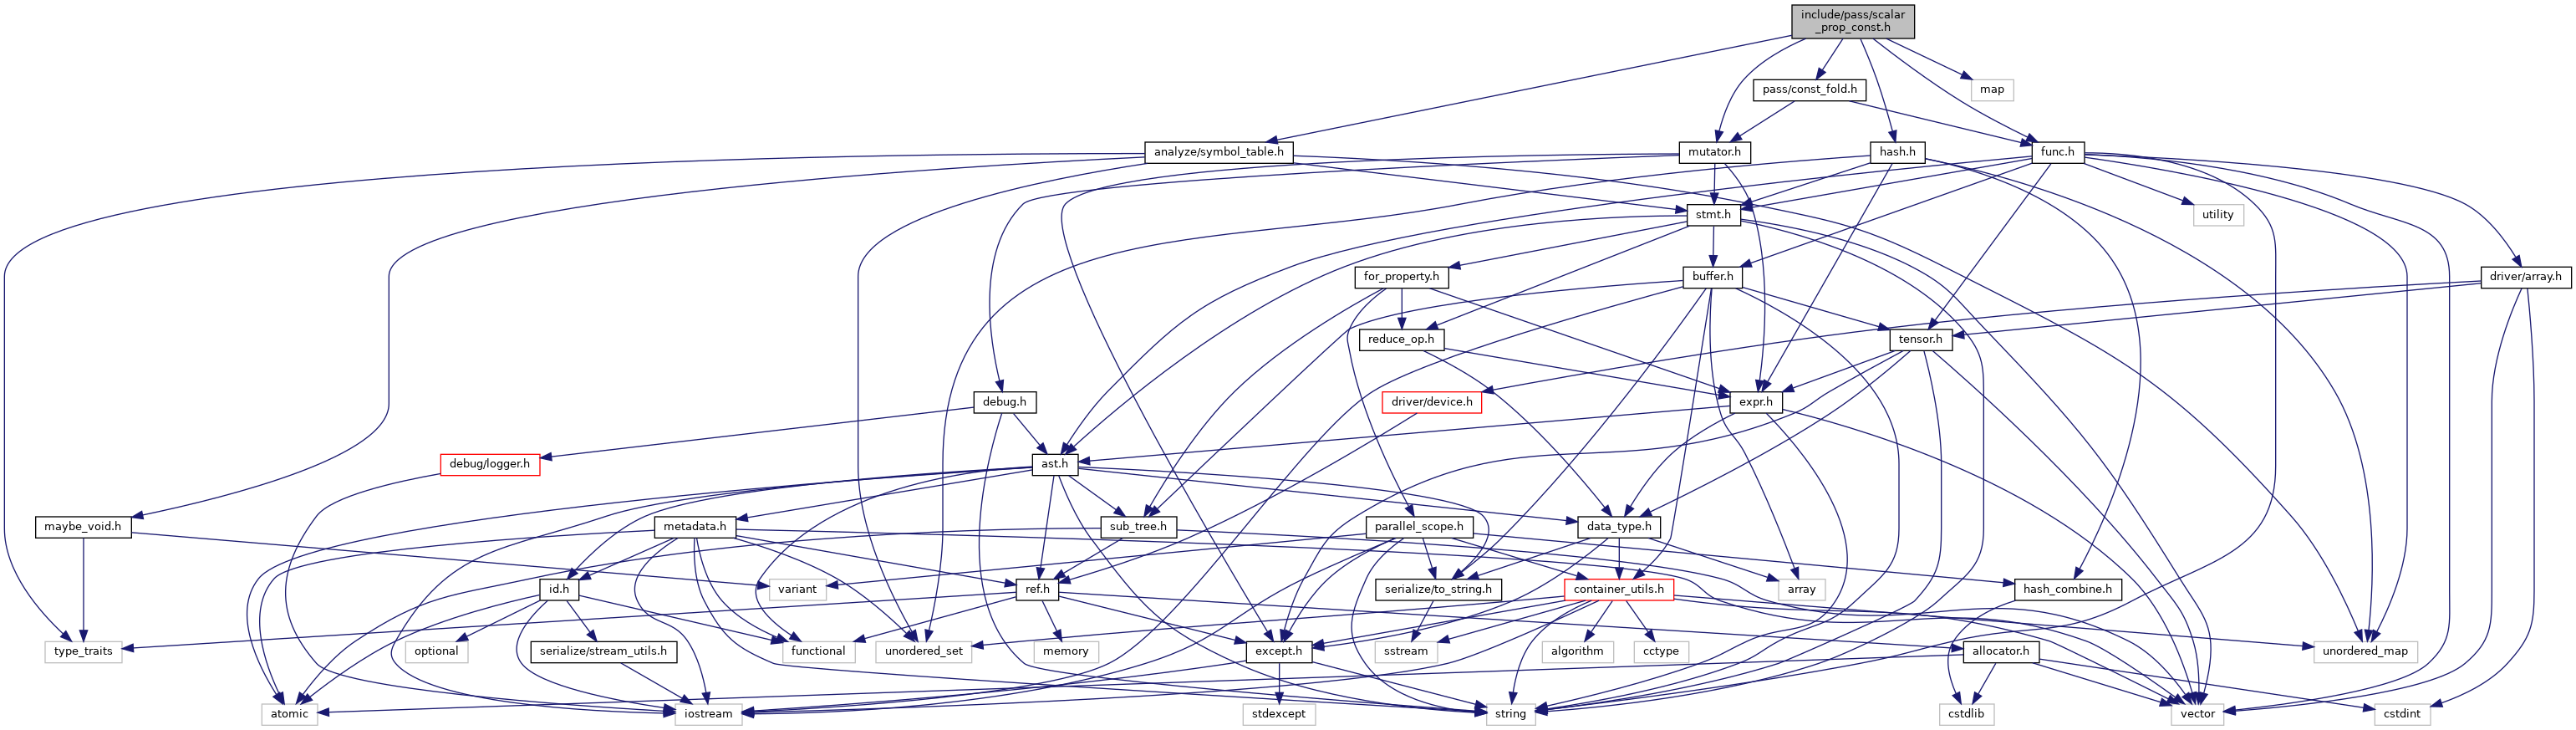 include/pass/scalar
_prop_const.h
pass/const_fold.h
map
analyze/symbol_table.h
mutator.h
hash.h
func.h
stmt.h
utility
for_property.h
buffer.h
driver/array.h
reduce_op.h
tensor.h
debug.h
driver/device.h
expr.h
debug/logger.h
ast.h
maybe_void.h
metadata.h
sub_tree.h
parallel_scope.h
data_type.h
id.h
variant
ref.h
serialize/to_string.h
container_utils.h
array
hash_combine.h
type_traits
optional
serialize/stream_utils.h
functional
unordered_set
memory
except.h
sstream
algorithm
cctype
allocator.h
unordered_map
atomic
iostream
stdexcept
string
cstdlib
vector
cstdint